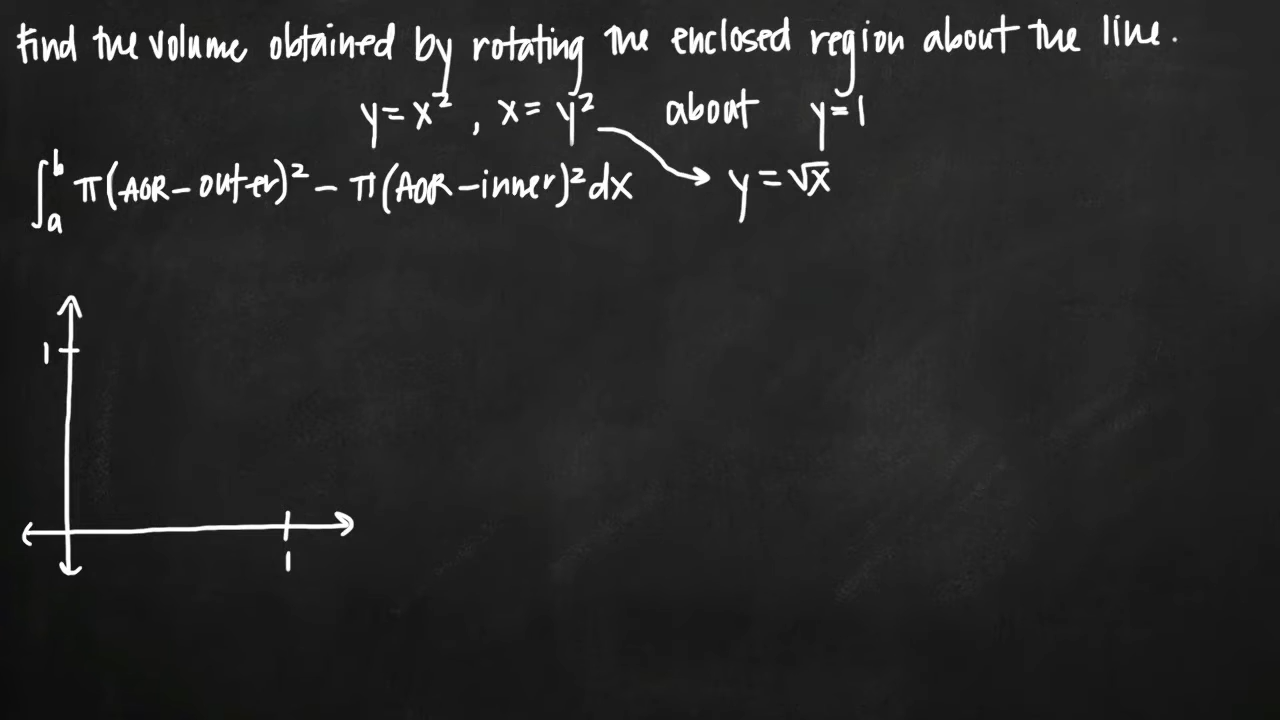 Find the volume obtained by rotating the enclosed region about the line.
y=x², x=y² about y=1
∫ₐᵇ π(AOR-outer)² - π(AOR-inner)² dx y=√x
1
1